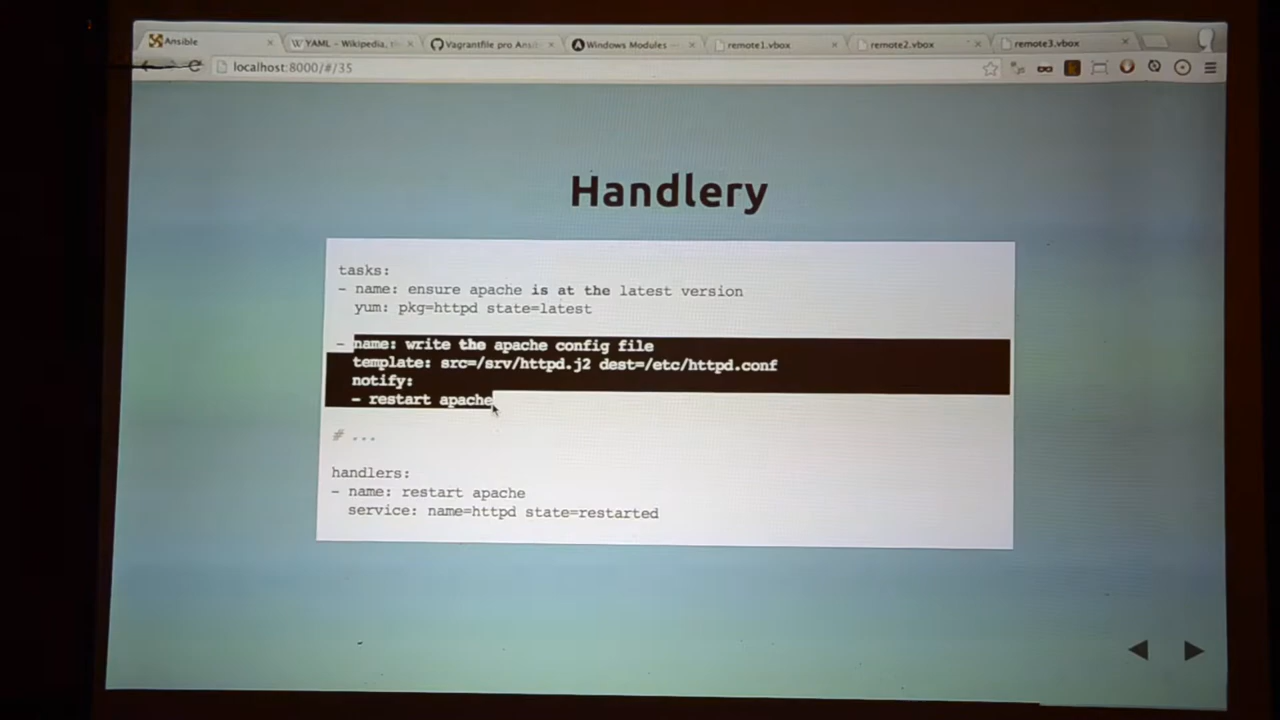 Ansible
YAML - Wikipedia, the
Vagrantfile pro Ansi
Windows Modules
remote1.vbox
remote2.vbox
remote3.vbox
localhost:8000/#/35
Handlery
tasks:
- name: ensure apache is at the latest version
yum: pkg=httpd state=latest
- name: write the apache config file
template: src=/srv/httpd.j2 dest=/etc/httpd.conf
notify:
- restart apache
# ...
handlers:
- name: restart apache
service: name=httpd state=restarted